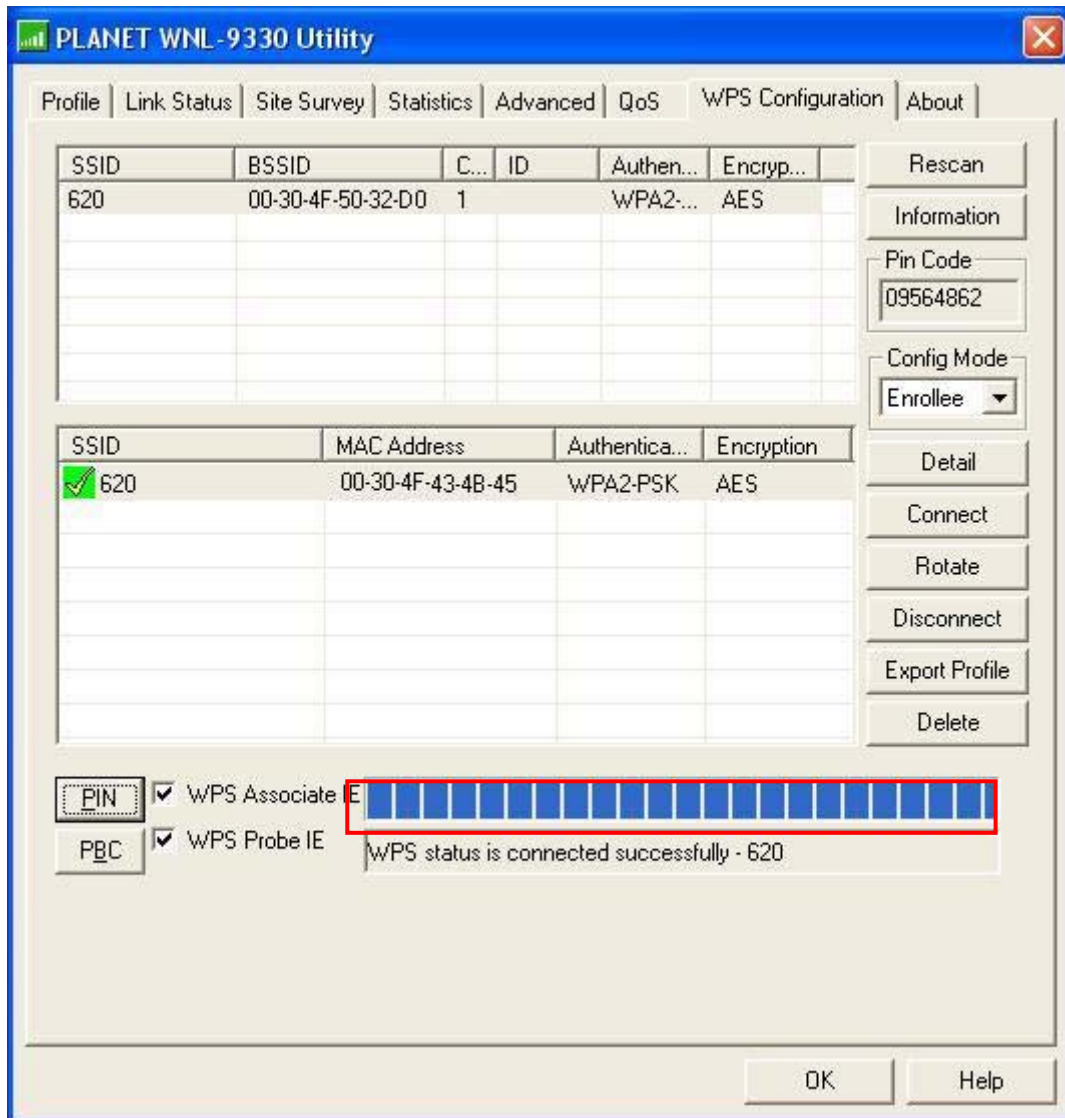 PLANET WNL-9330 Utility
Profile Link Status Site Survey Statistics Advanced QoS WPS Configuration About
SSID BSSID C... ID Authen... Encryp...
620 00-30-4F-50-32-D0 1 WPA2-... AES
Rescan
Information
Pin Code
09564862
Config Mode
Enrollee
SSID MAC Address Authentica... Encryption
620 00-30-4F-43-4B-45 WPA2-PSK AES
Detail
Connect
Rotate
Disconnect
Export Profile
Delete
PIN WPS Associate IE
PBC WPS Probe IE
WPS status is connected successfully - 620
OK Help